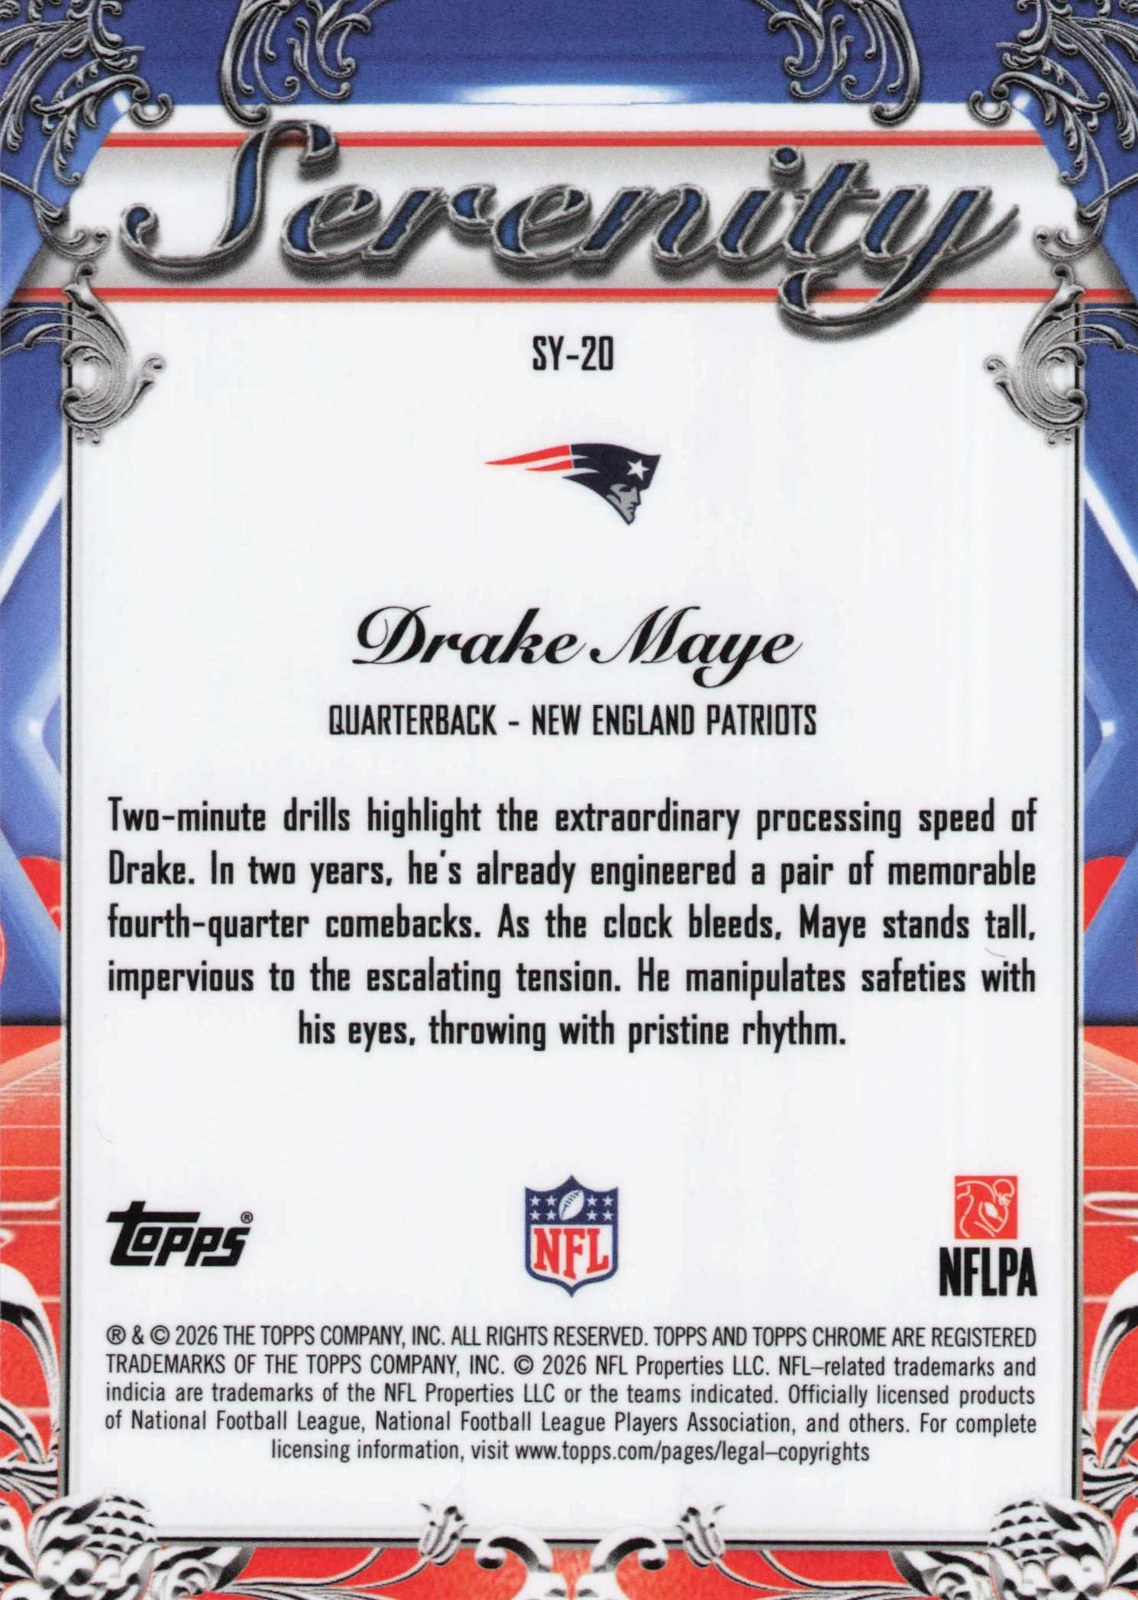 Serenity
SY-20
Drake Maye
QUARTERBACK - NEW ENGLAND PATRIOTS
Two-minute drills highlight the extraordinary processing speed of
Drake. In two years, he's already engineered a pair of memorable
fourth-quarter comebacks. As the clock bleeds, Maye stands tall,
impervious to the escalating tension. He manipulates safeties with
his eyes, throwing with pristine rhythm.
TOPPS®
NFL
NFLPA
® & © 2026 THE TOPPS COMPANY, INC. ALL RIGHTS RESERVED. TOPPS AND TOPPS CHROME ARE REGISTERED
TRADEMARKS OF THE TOPPS COMPANY, INC. © 2026 NFL Properties LLC. NFL–related trademarks and
indicia are trademarks of the NFL Properties LLC or the teams indicated. Officially licensed products
of National Football League, National Football League Players Association, and others. For complete
licensing information, visit www.topps.com/pages/legal–copyrights